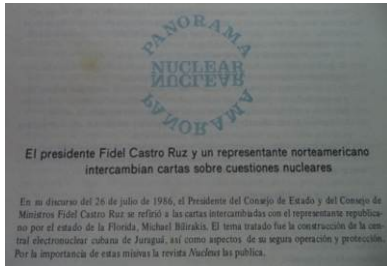 PANORAMA
NUCLEAR
NUCLEAR
PANORAMA
El presidente Fidel Castro Ruz y un representante norteamericano
intercambian cartas sobre cuestiones nucleares
En su discurso del 26 de julio de 1986, el Presidente del Consejo de Estado y del Consejo de
Ministros Fidel Castro Ruz se refirió a las cartas intercambiadas con el representante republica-
no por el estado de la Florida, Michael Bilirakis. El tema tratado fue la construcción de la cen-
tral electronuclear cubana de Juraguá, así como aspectos de su segura operación y protección.
Por la importancia de estas misivas la revista Nucleus las publica.